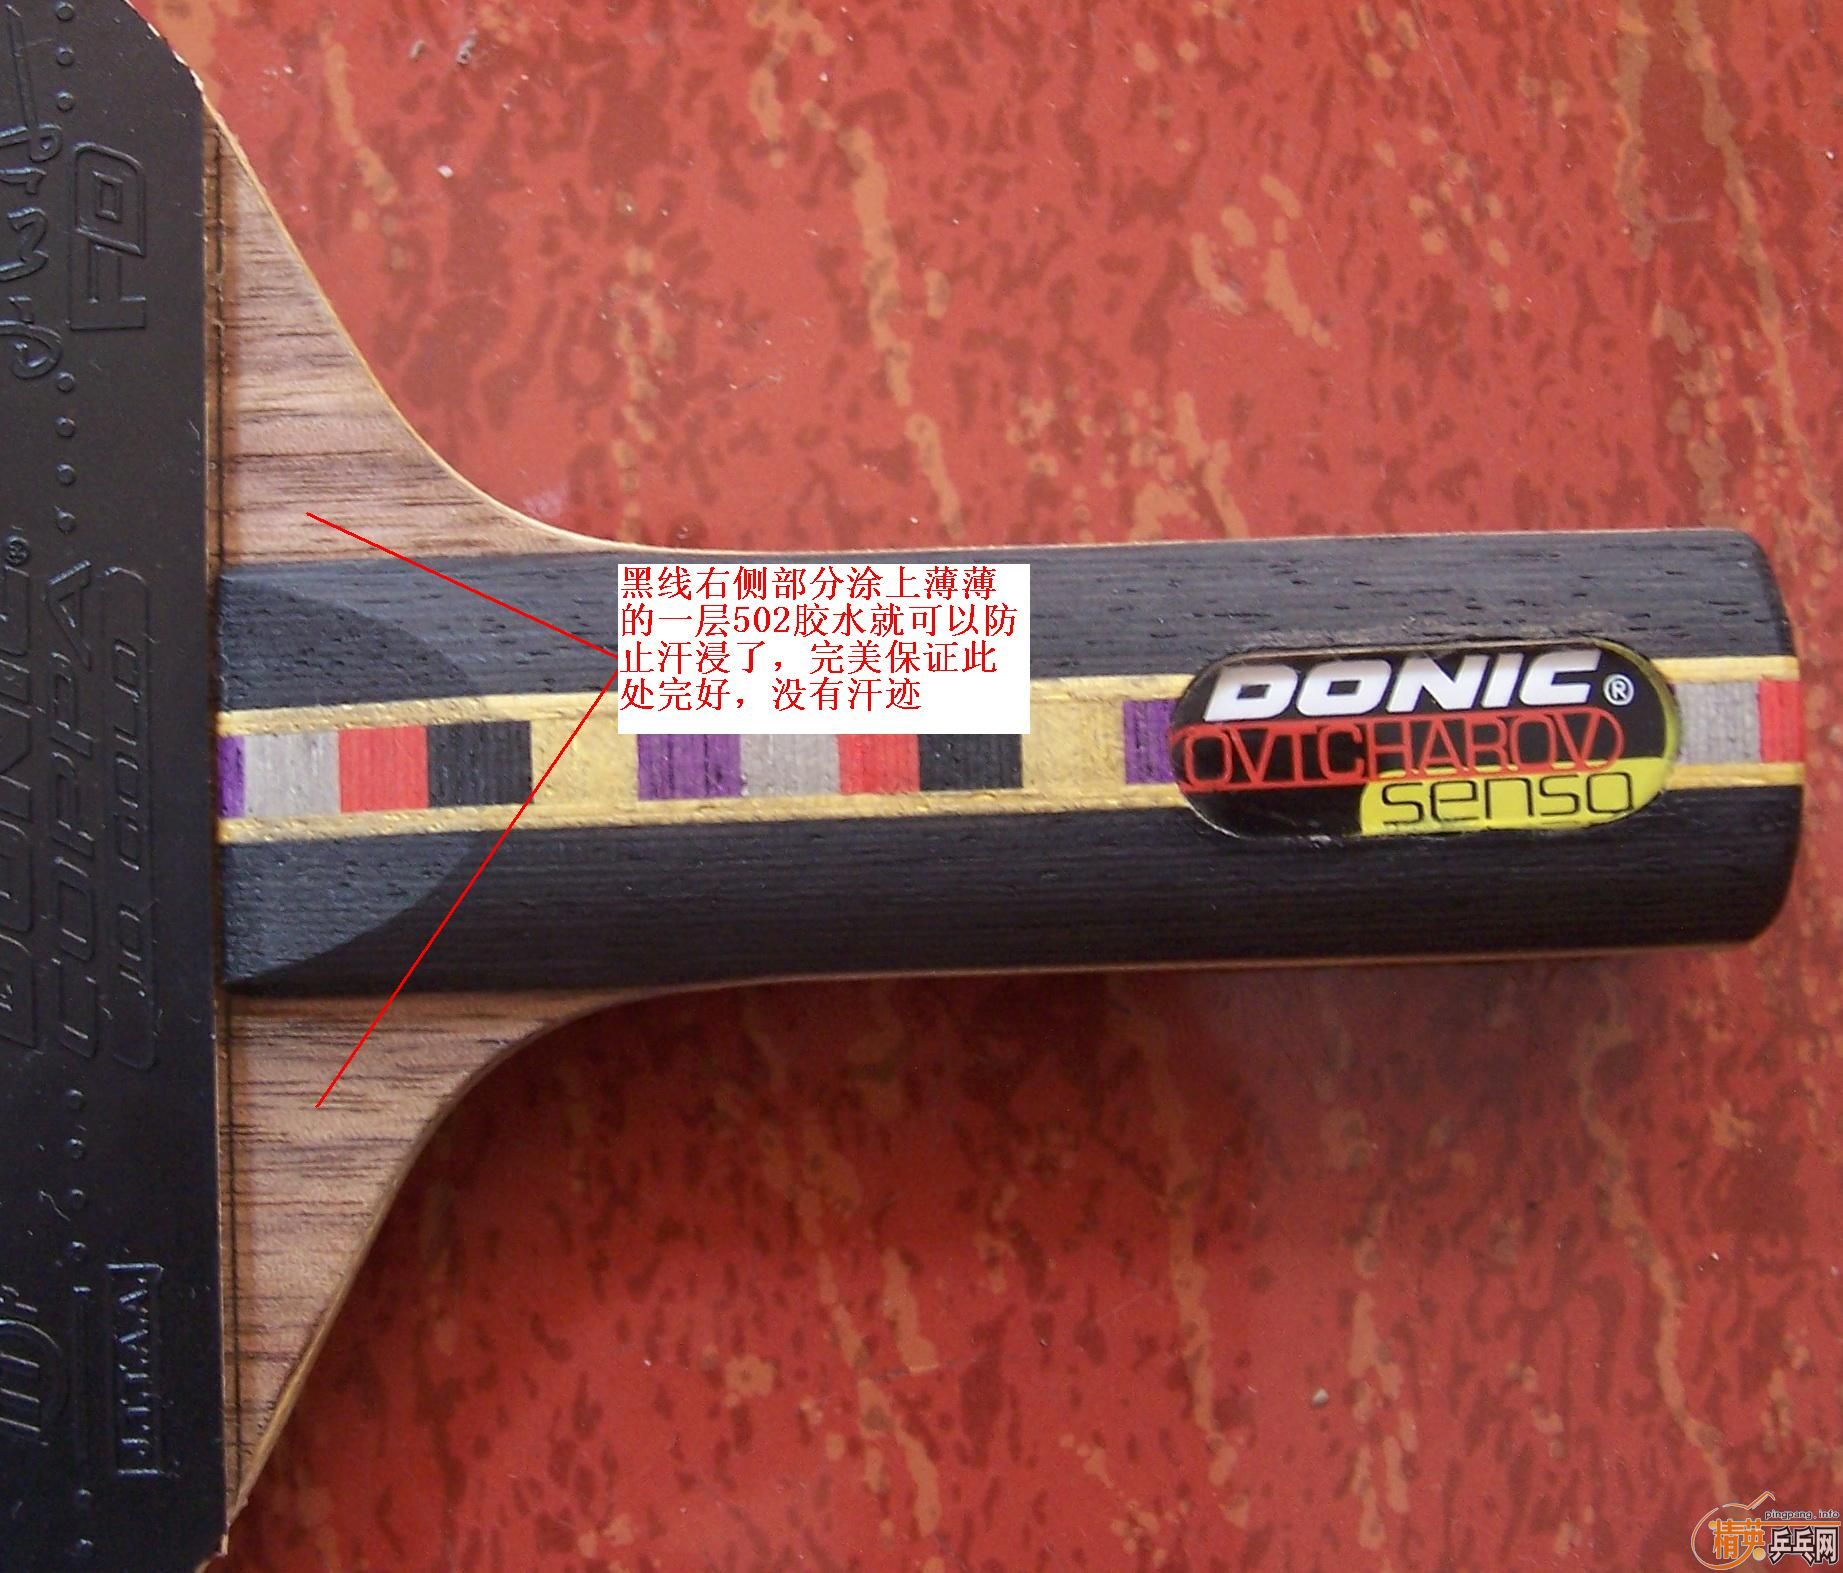 黑线右侧部分涂上薄薄
的一层502胶水就可以防
止汗浸了，完美保证此
处完好，没有汗迹
DONIC®
OVTCHAROV
senso
DONIC®
COPPA
JO GOLD
I.T.T.F.A.A.
pingpang.info
精英乒乓网